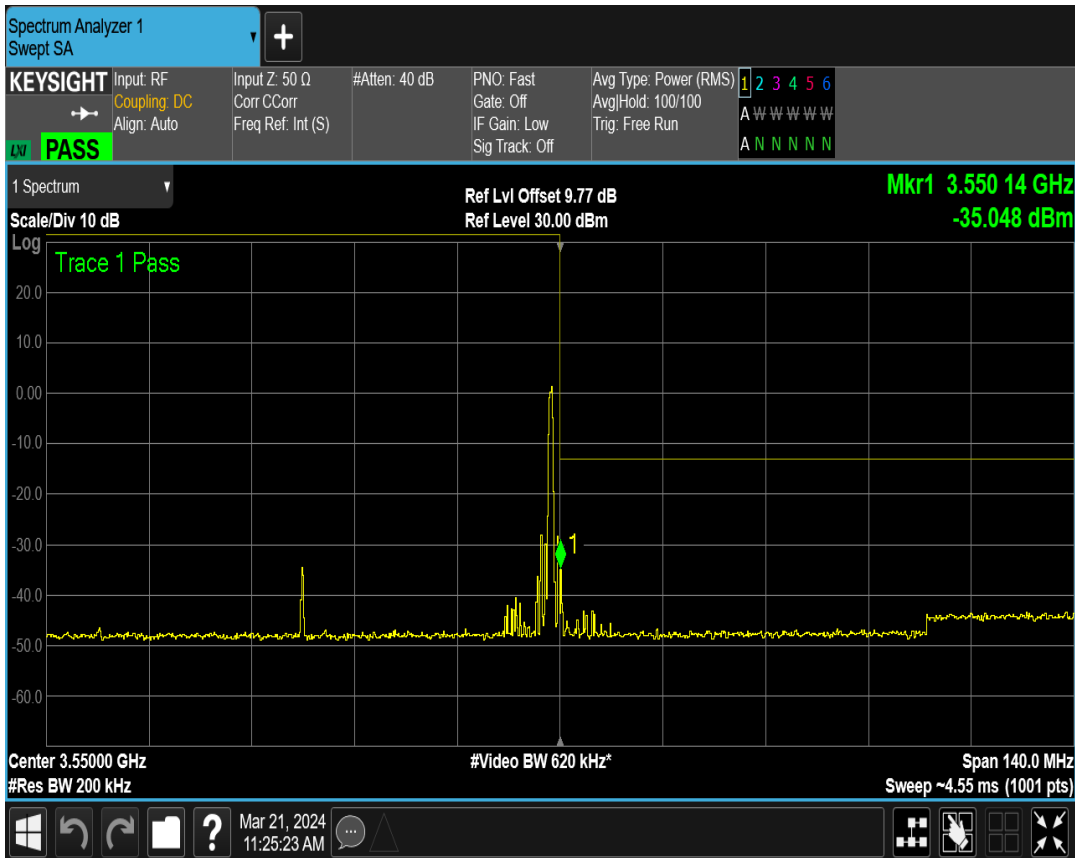 Spectrum Analyzer 1
Swept SA
+
KEYSIGHT
LXI PASS
Input: RF
Coupling: DC
Align: Auto
Input Z: 50 Ω
Corr CCorr
Freq Ref: Int (S)
#Atten: 40 dB
PNO: Fast
Gate: Off
IF Gain: Low
Sig Track: Off
Avg Type: Power (RMS)
Avg|Hold: 100/100
Trig: Free Run
1 2 3 4 5 6
A W W W W W
A N N N N N
1 Spectrum
Scale/Div 10 dB
Ref Lvl Offset 9.77 dB
Ref Level 30.00 dBm
Mkr1 3.550 14 GHz
-35.048 dBm
Log
Trace 1 Pass
20.0
10.0
0.00
-10.0
-20.0
-30.0
-40.0
-50.0
-60.0
1
Center 3.55000 GHz
#Res BW 200 kHz
#Video BW 620 kHz*
Span 140.0 MHz
Sweep ~4.55 ms (1001 pts)
?
Mar 21, 2024
11:25:23 AM